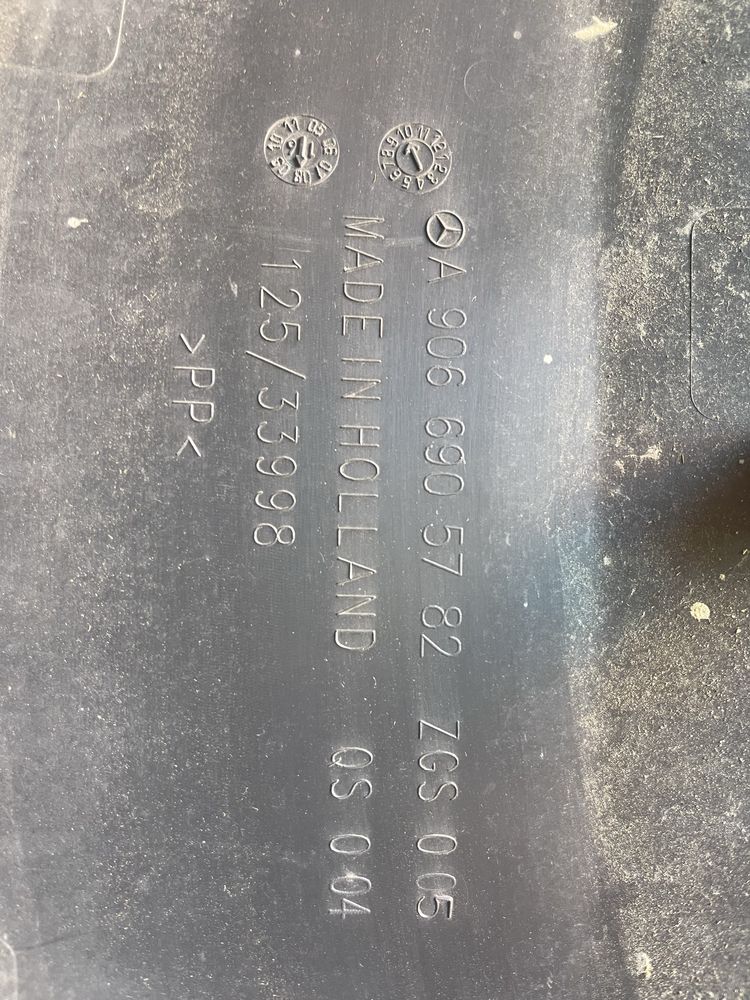 A 906 690 57 82 ZGS 005
MADE IN HOLLAND QS 004
125/33998
>PP<